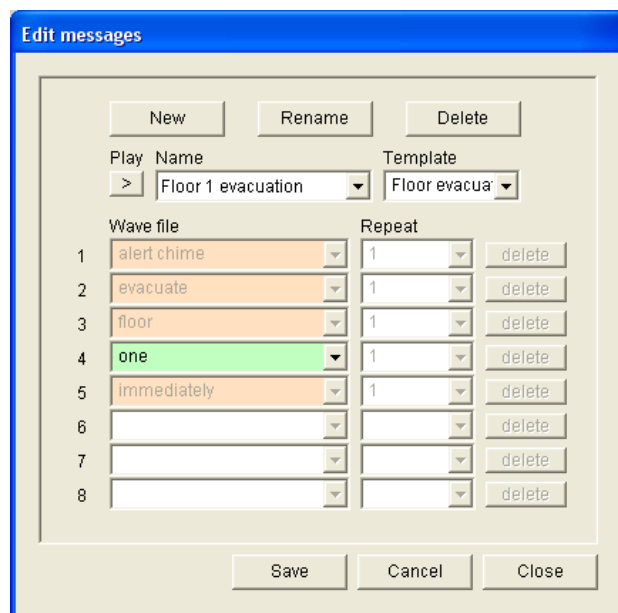 Edit messages
New Rename Delete
Play Name Template
> Floor 1 evacuation Floor evacua
Wave file Repeat
1 alert chime 1 delete
2 evacuate 1 delete
3 floor 1 delete
4 one 1 delete
5 immediately 1 delete
6 delete
7 delete
8 delete
Save Cancel Close